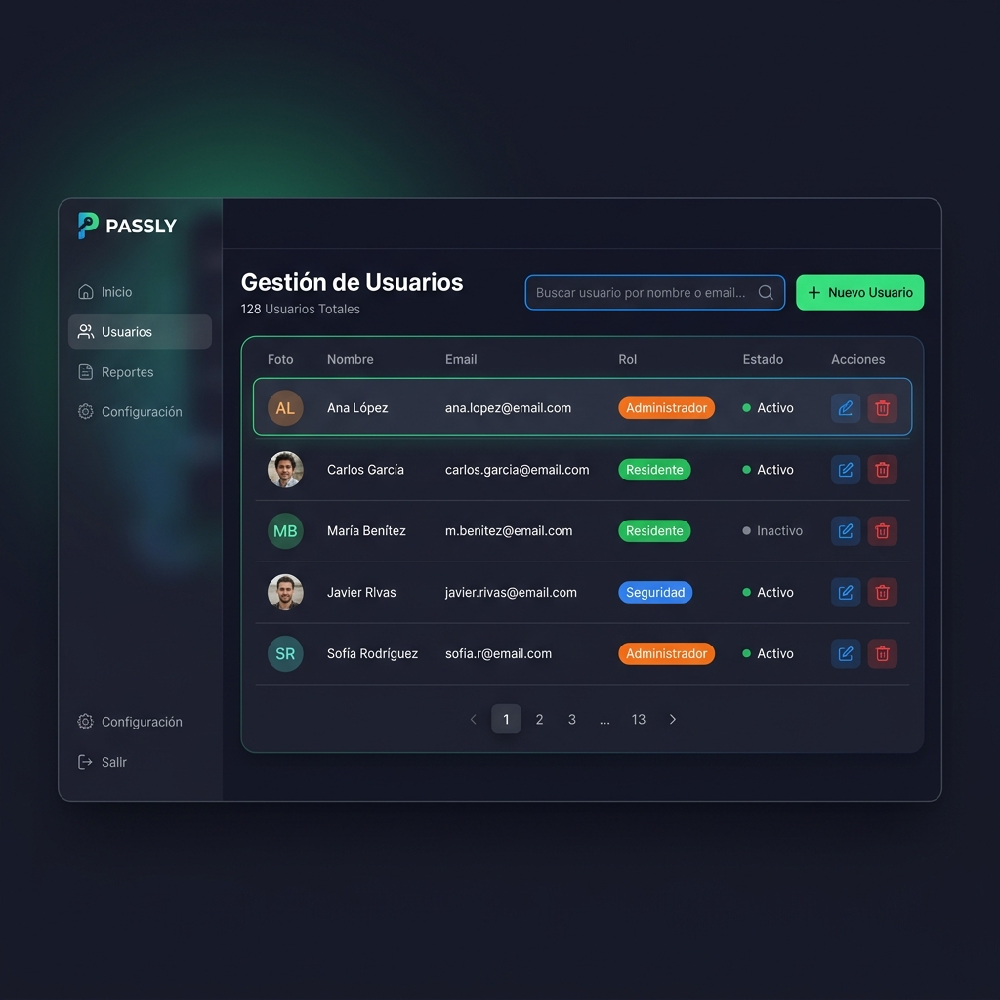 PASSLY
Inicio
Usuarios
Reportes
Configuración
Configuración
Salir
Gestión de Usuarios
128 Usuarios Totales
Buscar usuario por nombre o email...
+ Nuevo Usuario
Foto Nombre Email Rol Estado Acciones
AL Ana López ana.lopez@email.com Administrador Activo
Carlos García carlos.garcia@email.com Residente Activo
MB María Benítez m.benitez@email.com Residente Inactivo
Javier RIvas javier.rivas@email.com Seguridad Activo
SR Sofía Rodríguez sofia.r@email.com Administrador Activo
< 1 2 3 ... 13 >